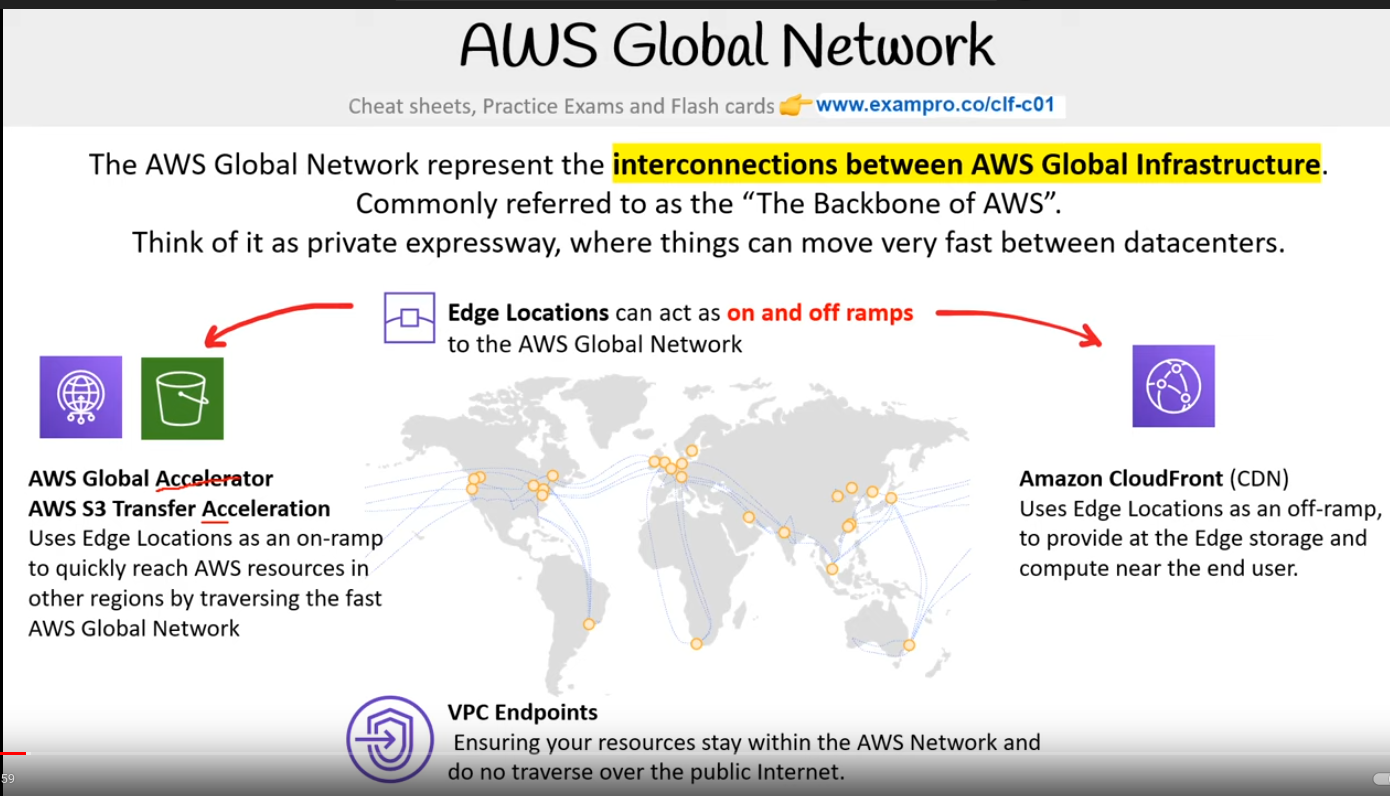 AWS Global Network
Cheat sheets, Practice Exams and Flash cards 👉 www.exampro.co/clf-c01
The AWS Global Network represent the interconnections between AWS Global Infrastructure.
Commonly referred to as the “The Backbone of AWS”.
Think of it as private expressway, where things can move very fast between datacenters.
Edge Locations can act as on and off ramps
to the AWS Global Network
AWS Global Accelerator
AWS S3 Transfer Acceleration
Uses Edge Locations as an on-ramp
to quickly reach AWS resources in
other regions by traversing the fast
AWS Global Network
Amazon CloudFront (CDN)
Uses Edge Locations as an off-ramp,
to provide at the Edge storage and
compute near the end user.
VPC Endpoints
Ensuring your resources stay within the AWS Network and
do no traverse over the public Internet.
59